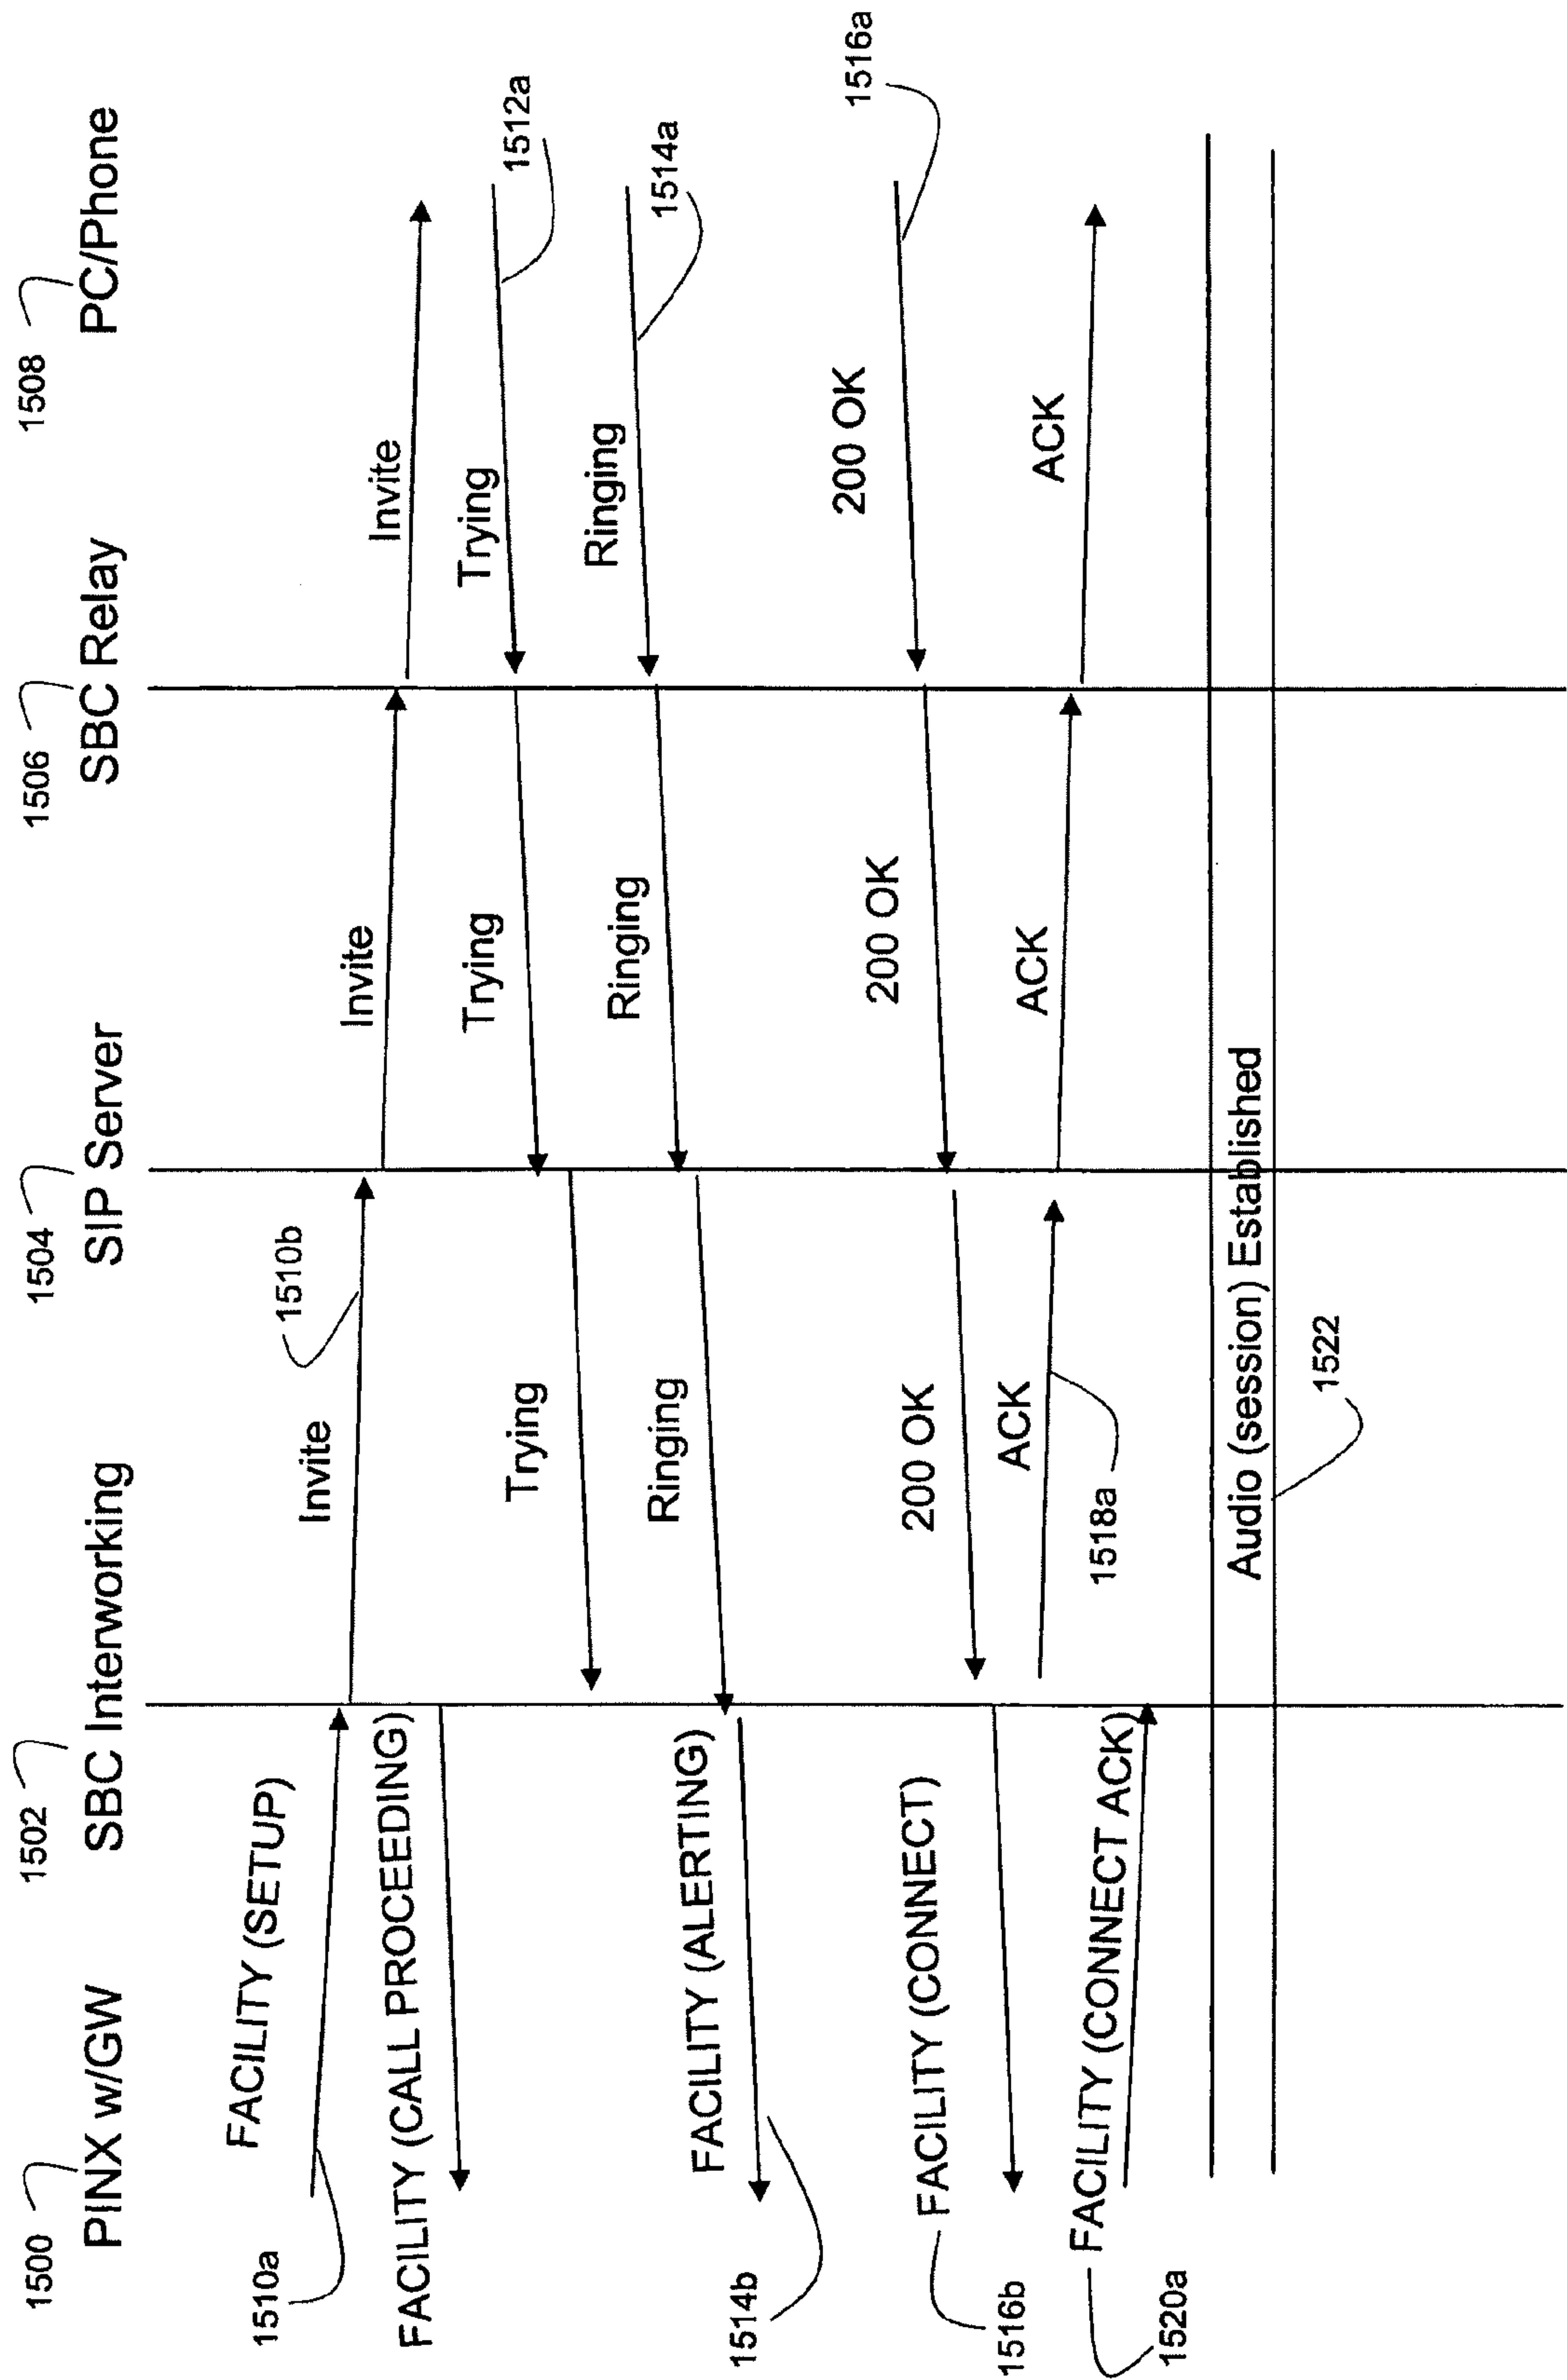 1500
PINX w/GW
1502
SBC Interworking
1504
SIP Server
1506
SBC Relay
1508
PC/Phone
1510a
FACILITY (SETUP)
Invite
1510b
Invite
Invite
FACILITY (CALL PROCEEDING)
Trying
Trying
Trying
1512a
1514b
FACILITY (ALERTING)
Ringing
Ringing
Ringing
1514a
1516b
FACILITY (CONNECT)
200 OK
200 OK
200 OK
1516a
1520a
FACILITY (CONNECT ACK)
ACK
1518a
ACK
ACK
Audio (session) Established
1522